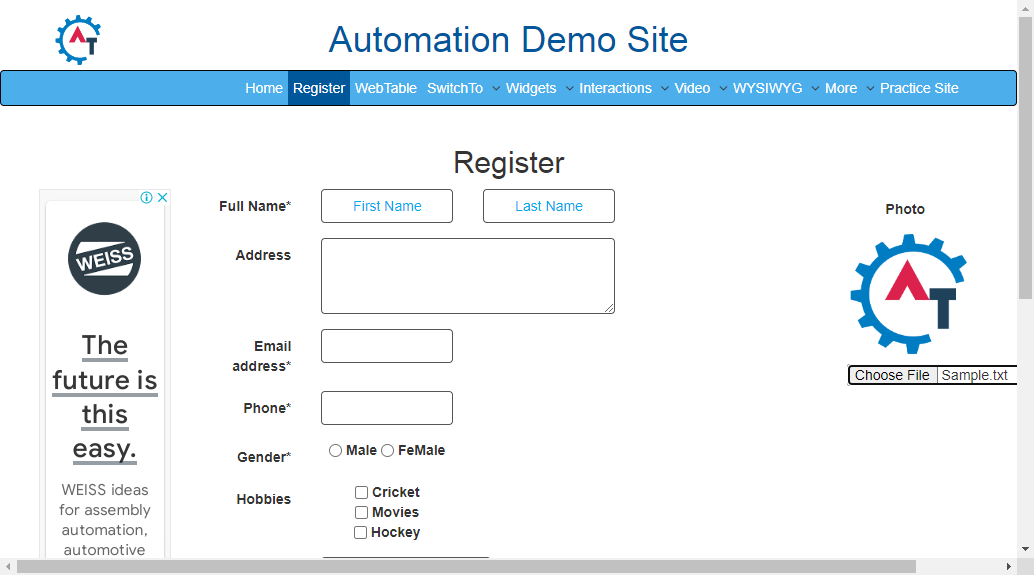 AT
Automation Demo Site
Home Register WebTable SwitchTo Widgets Interactions Video WYSIWYG More Practice Site
Register
Full Name* First Name Last Name
Address
Email address*
Phone*
Gender* Male FeMale
Hobbies
Cricket
Movies
Hockey
Photo
AT
Choose File Sample.txt
WEISS
The
future is
this
easy.
WEISS ideas
for assembly
automation,
automotive